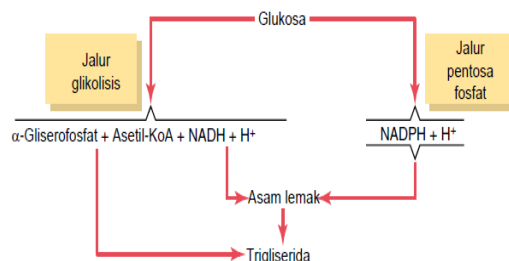 Glukosa
Jalur
glikolisis
Jalur
pentosa
fosfat
α-Gliserofosfat + Asetil-KoA + NADH + H⁺
NADPH + H⁺
Asam lemak
Trigliserida